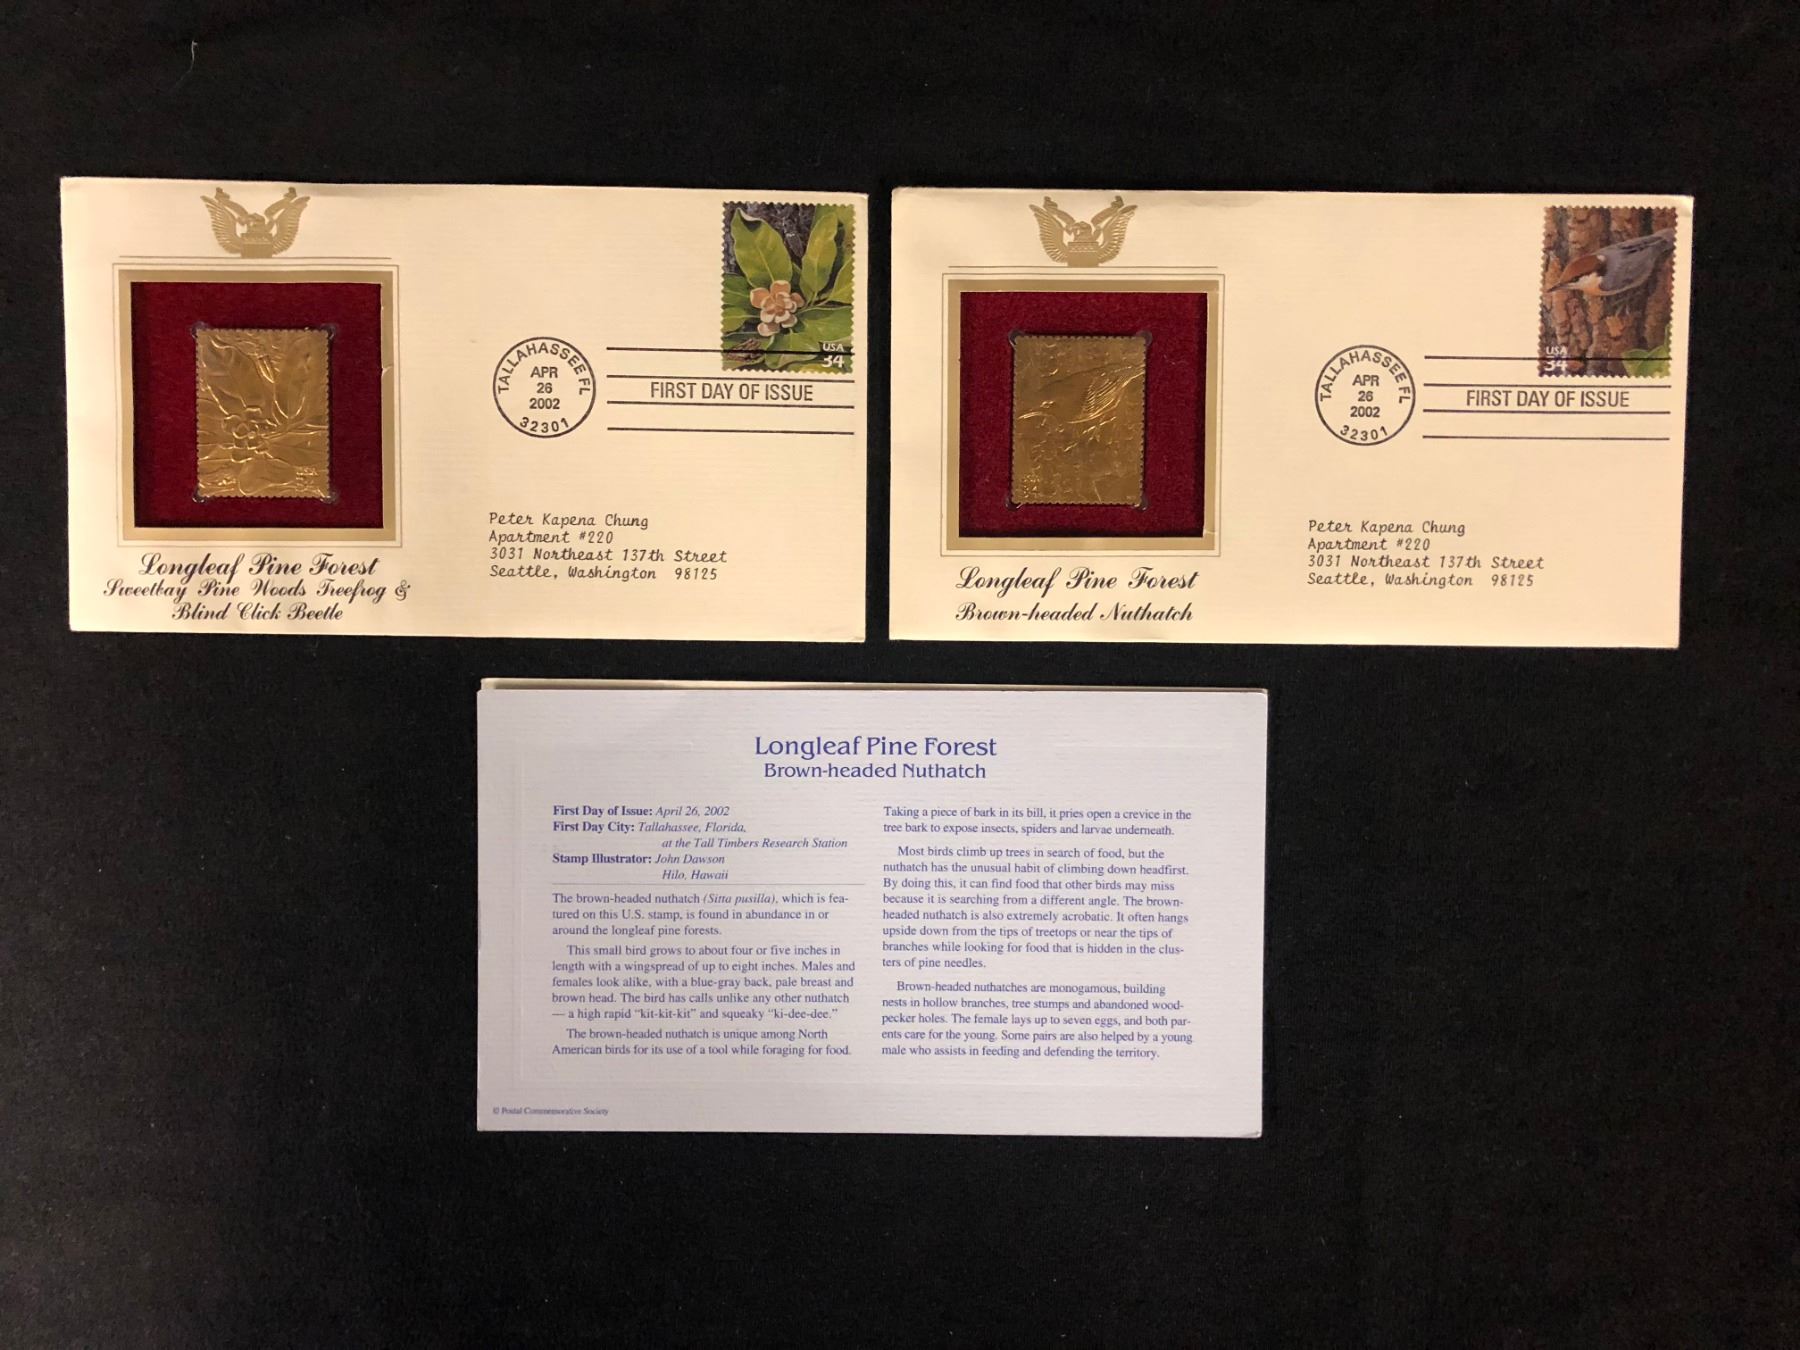 USA
34
TALLAHASSEE FL
APR
26
2002
32301
FIRST DAY OF ISSUE
USA
34
Peter Kapena Chung
Apartment #220
3031 Northeast 137th Street
Seattle, Washington 98125
Longleaf Pine Forest
Sweetbay Pine Woods Treefrog &
Blind Click Beetle
USA
34
TALLAHASSEE FL
APR
26
2002
32301
FIRST DAY OF ISSUE
Peter Kapena Chung
Apartment #220
3031 Northeast 137th Street
Seattle, Washington 98125
Longleaf Pine Forest
Brown-headed Nuthatch
Longleaf Pine Forest
Brown-headed Nuthatch
First Day of Issue: April 26, 2002
First Day City: Tallahassee, Florida,
at the Tall Timbers Research Station
Stamp Illustrator: John Dawson
Hilo, Hawaii
The brown-headed nuthatch (Sitta pusilla), which is fea-
tured on this U.S. stamp, is found in abundance in or
around the longleaf pine forests.
This small bird grows to about four or five inches in
length with a wingspread of up to eight inches. Males and
females look alike, with a blue-gray back, pale breast and
brown head. The bird has calls unlike any other nuthatch
— a high rapid “kit-kit-kit” and squeaky “ki-dee-dee.”
The brown-headed nuthatch is unique among North
American birds for its use of a tool while foraging for food.
Taking a piece of bark in its bill, it pries open a crevice in the
tree bark to expose insects, spiders and larvae underneath.
Most birds climb up trees in search of food, but the
nuthatch has the unusual habit of climbing down headfirst.
By doing this, it can find food that other birds may miss
because it is searching from a different angle. The brown-
headed nuthatch is also extremely acrobatic. It often hangs
upside down from the tips of treetops or near the tips of
branches while looking for food that is hidden in the clus-
ters of pine needles.
Brown-headed nuthatches are monogamous, building
nests in hollow branches, tree stumps and abandoned wood-
pecker holes. The female lays up to seven eggs, and both par-
ents care for the young. Some pairs are also helped by a young
male who assists in feeding and defending the territory.
© Postal Commemorative Society